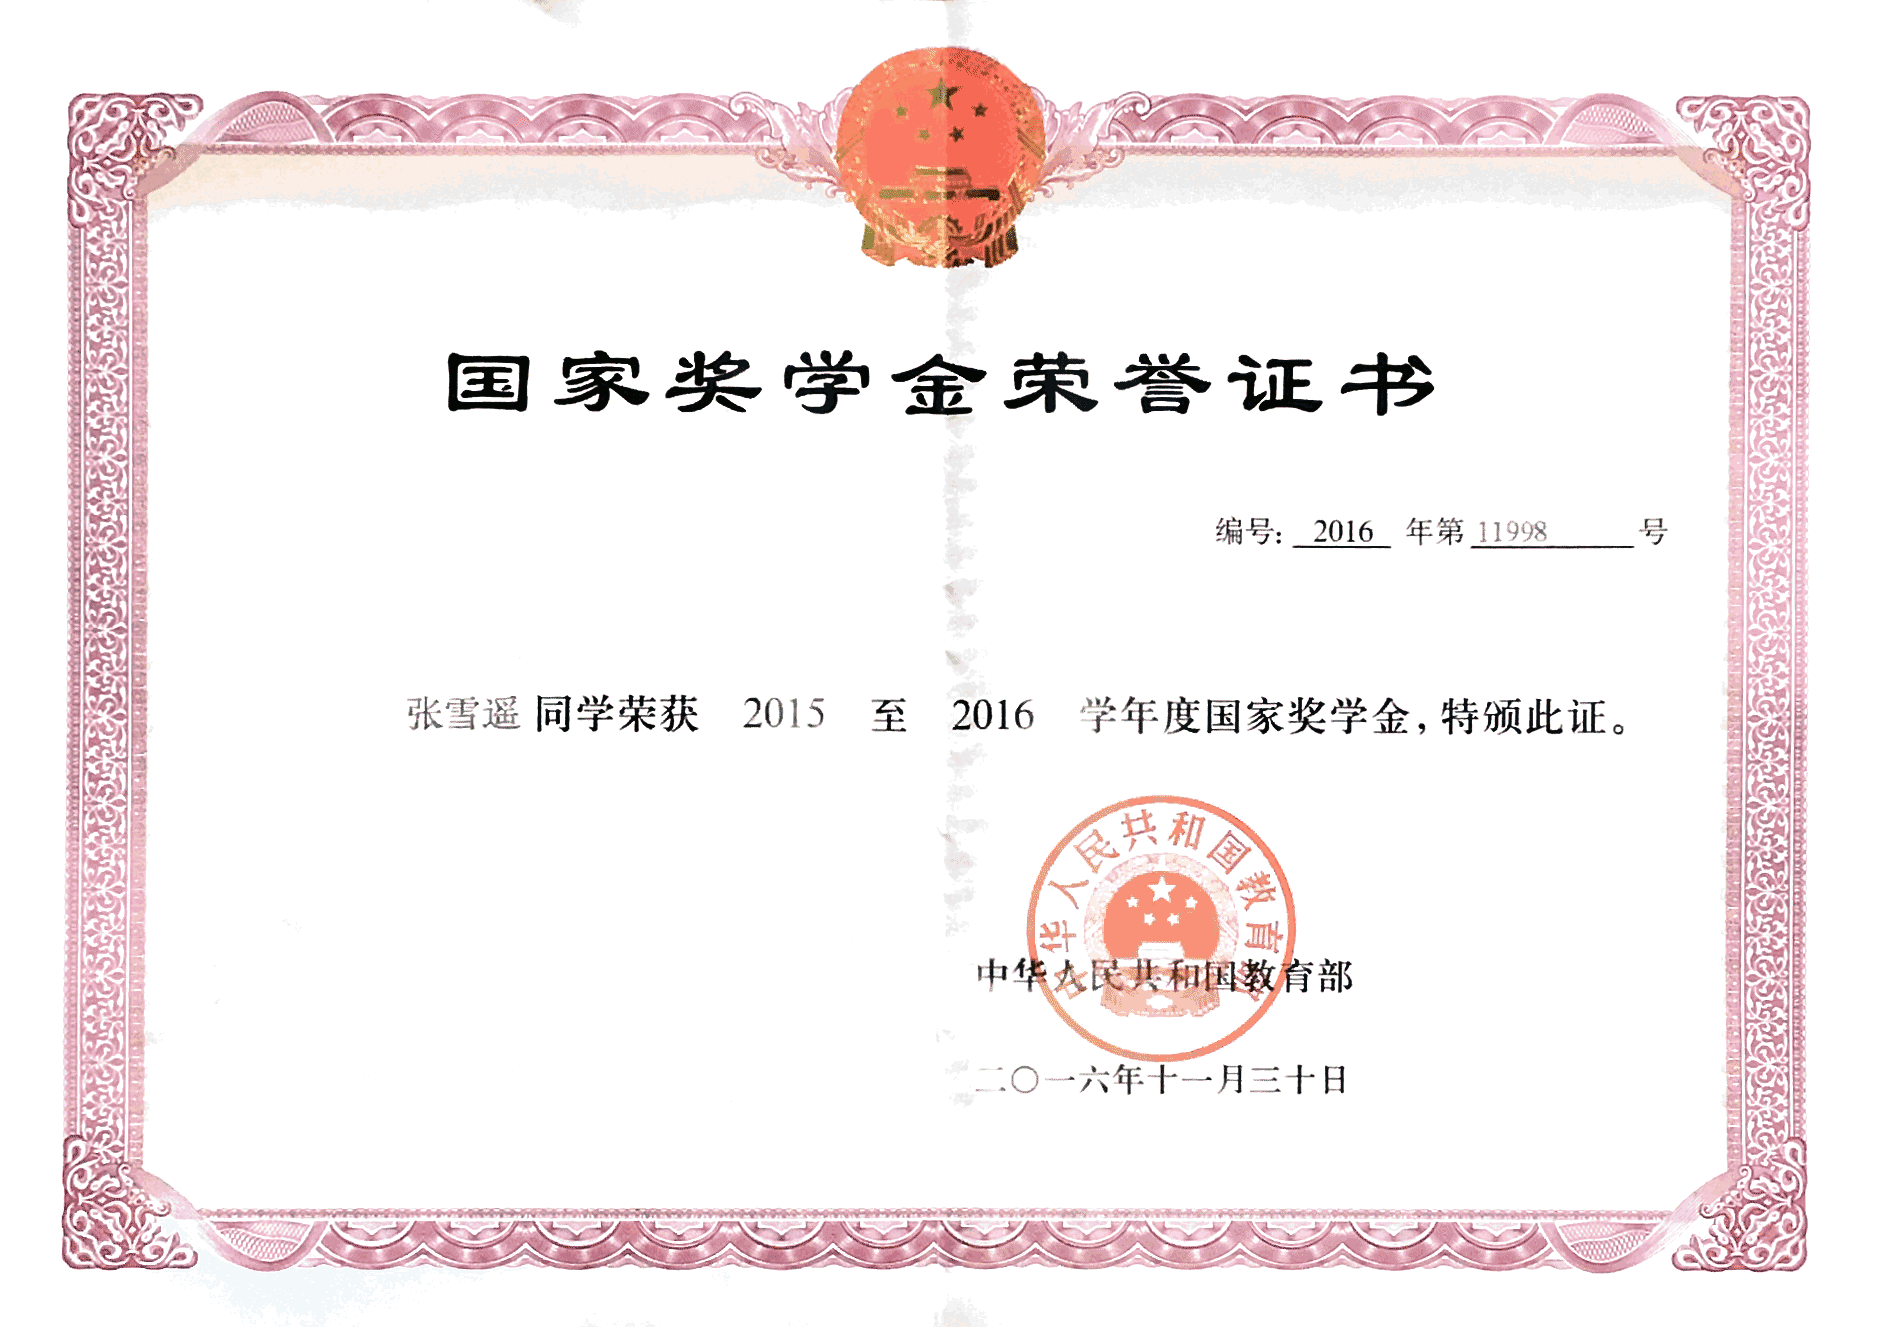 国家奖学金荣誉证书
编号: 2016 年第 11998 号
张雪遥 同学荣获 2015 至 2016 学年度国家奖学金,特颁此证。
中华人民共和国教育部
中华人民共和国教育部
二〇一六年十一月三十日